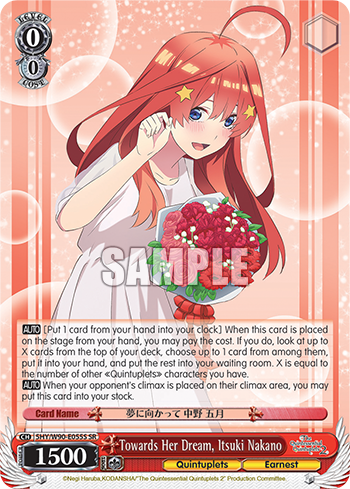 0
0
COST
SAMPLE
AUTO [Put 1 card from your hand into your clock] When this card is placed
on the stage from your hand, you may pay the cost. If you do, look at up to
X cards from the top of your deck, choose up to 1 card from among them,
put it into your hand, and put the rest into your waiting room. X is equal to
the number of other «Quintuplets» characters you have.
AUTO When your opponent's climax is placed on their climax area, you may
put this card into your stock.
Card Name 夢に向かって 中野 五月
CH 5HY/W90-E055S SR Towards Her Dream, Itsuki Nakano
1500 Quintuplets Earnest
©Negi Haruba,KODANSHA/"The Quintessential Quintuplets 2" Production Committee.